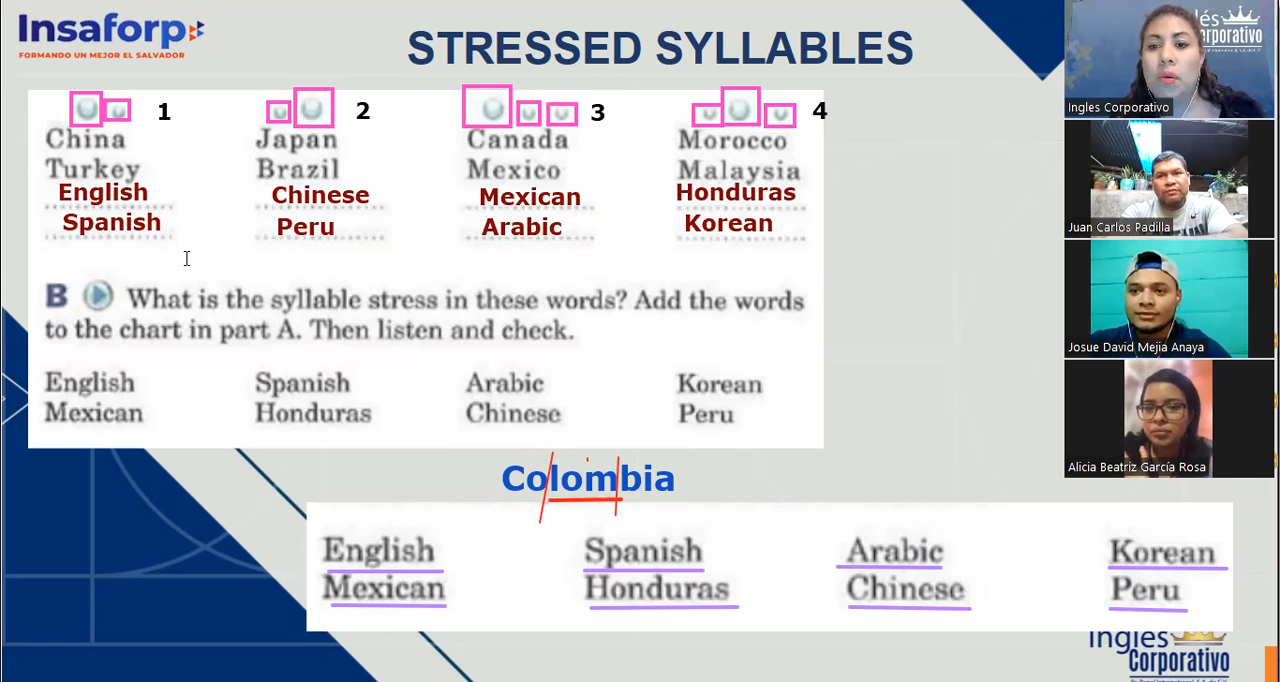 Insaforp
FORMANDO UN MEJOR EL SALVADOR
STRESSED SYLLABLES
1 2 3 4
China Japan Canada Morocco
Turkey Brazil Mexico Malaysia
English Chinese Mexican Honduras
Spanish Peru Arabic Korean
B What is the syllable stress in these words? Add the words
to the chart in part A. Then listen and check.
English Spanish Arabic Korean
Mexican Honduras Chinese Peru
Colombia
English Spanish Arabic Korean
Mexican Honduras Chinese Peru
Inglés
Corporativo
lés
rporativo
Ingles Corporativo
Juan Carlos Padilla
Josue David Mejia Anaya
Alicia Beatriz García Rosa